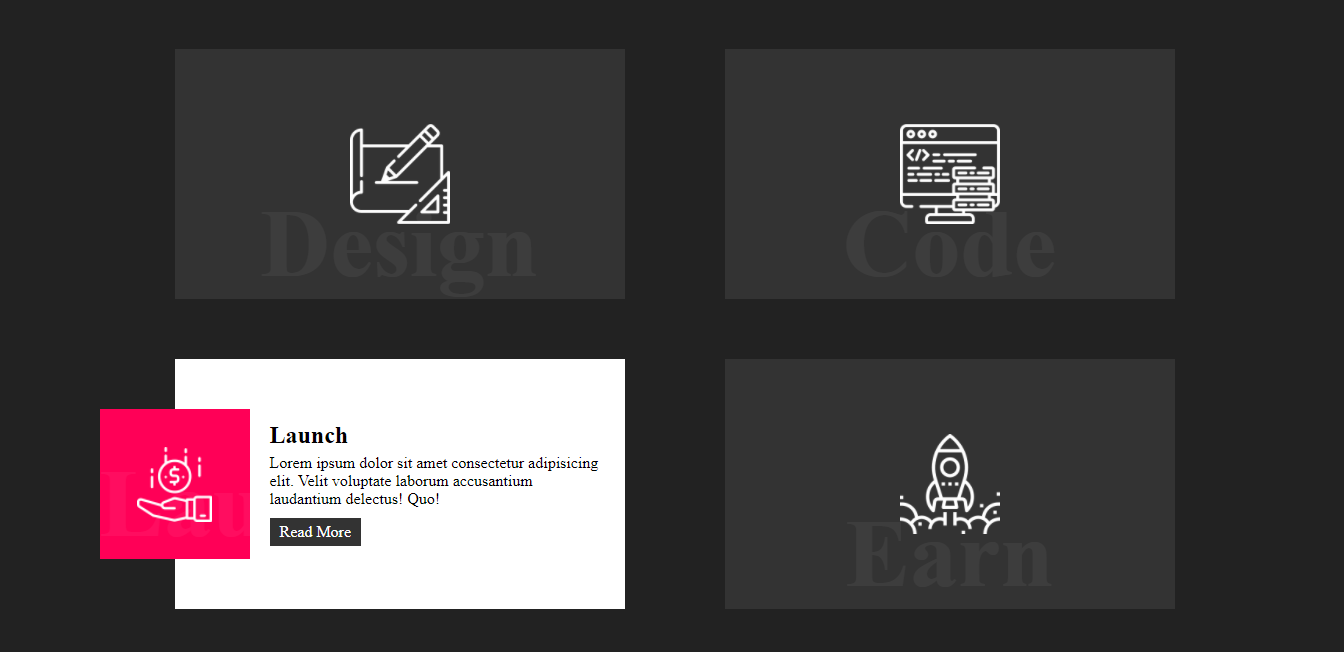 Design
Code
</>
Lau
$
Launch
Lorem ipsum dolor sit amet consectetur adipisicing
elit. Velit voluptate laborum accusantium
laudantium delectus! Quo!
Read More
Earn